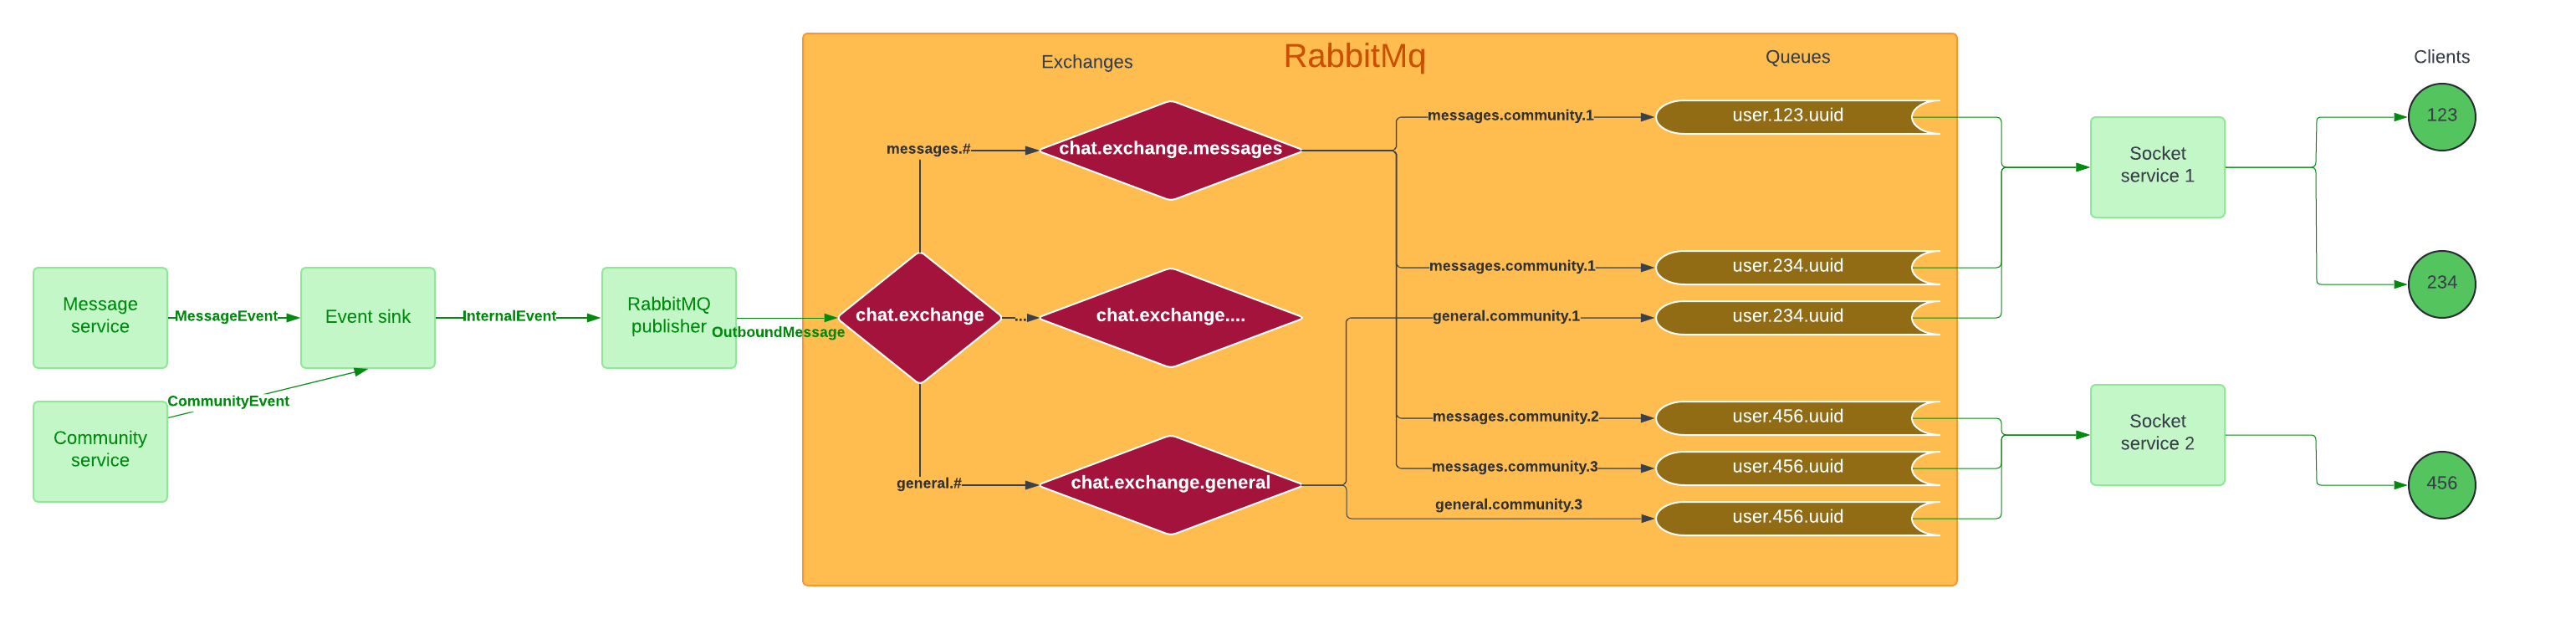 RabbitMq
Exchanges
Queues
Clients
Message
service
MessageEvent
Community
service
CommunityEvent
Event sink
InternalEvent
RabbitMQ
publisher
OutboundMessage
chat.exchange
messages.#
...
general.#
chat.exchange.messages
chat.exchange....
chat.exchange.general
messages.community.1
messages.community.1
general.community.1
messages.community.2
messages.community.3
general.community.3
user.123.uuid
user.234.uuid
user.234.uuid
user.456.uuid
user.456.uuid
user.456.uuid
Socket
service 1
Socket
service 2
123
234
456